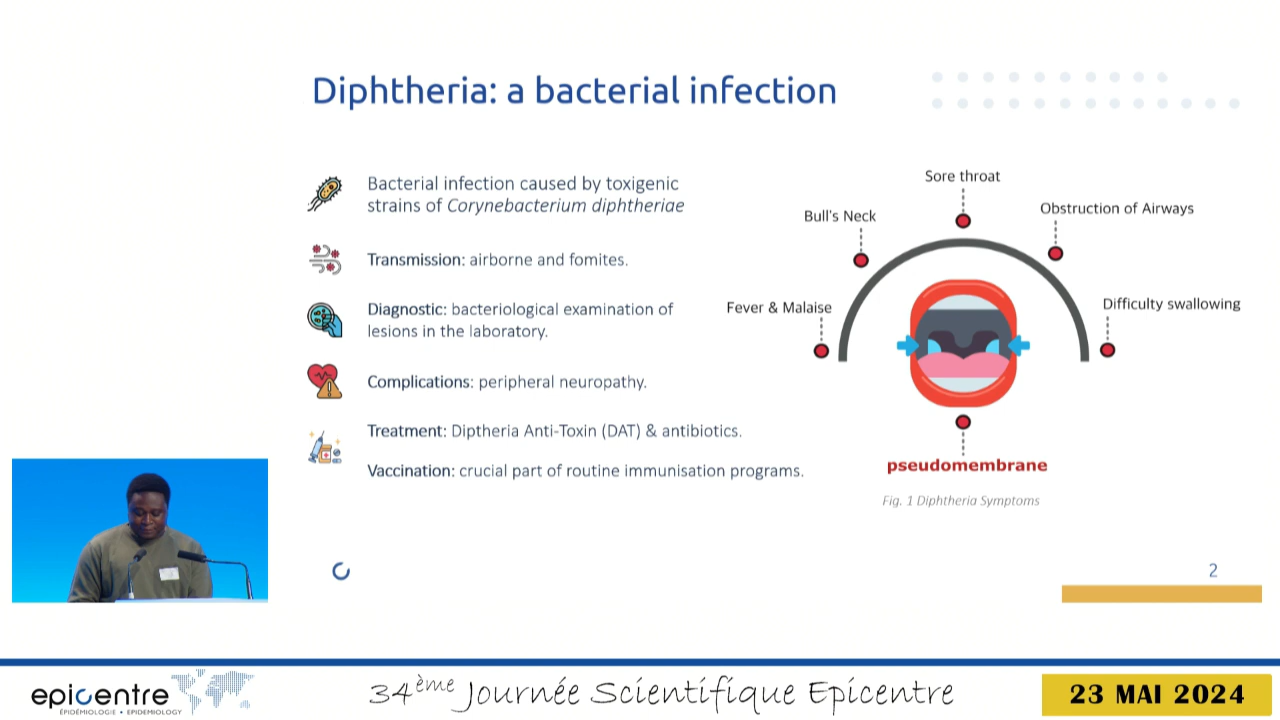 Diphtheria: a bacterial infection
Bacterial infection caused by toxigenic
strains of Corynebacterium diphtheriae
Transmission: airborne and fomites.
Diagnostic: bacteriological examination of
lesions in the laboratory.
Complications: peripheral neuropathy.
Treatment: Diptheria Anti-Toxin (DAT) & antibiotics.
Vaccination: crucial part of routine immunisation programs.
Sore throat
Bull's Neck
Obstruction of Airways
Fever & Malaise
Difficulty swallowing
pseudomembrane
Fig. 1 Diphtheria Symptoms
2
epicentre
ÉPIDÉMIOLOGIE • EPIDEMIOLOGY
34ème Journée Scientifique Epicentre
23 MAI 2024